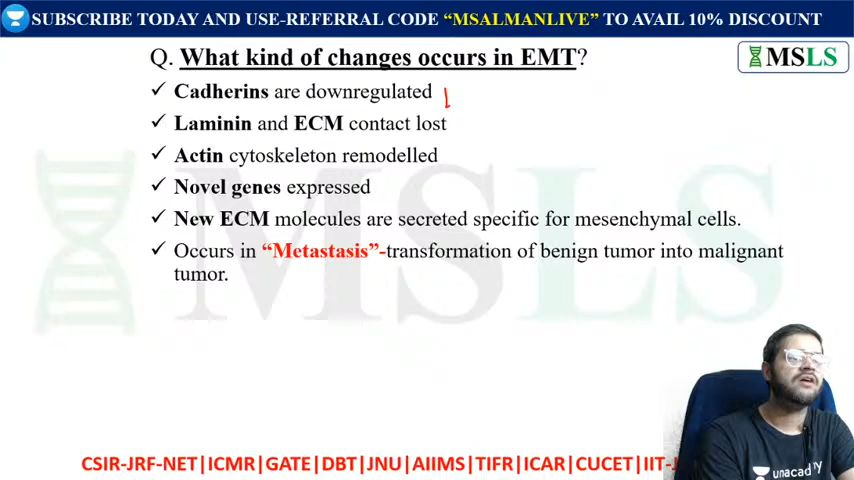 SUBSCRIBE TODAY AND USE-REFERRAL CODE “MSALMANLIVE” TO AVAIL 10% DISCOUNT
Q. What kind of changes occurs in EMT?
MSLS
✓ Cadherins are downregulated
✓ Laminin and ECM contact lost
✓ Actin cytoskeleton remodelled
✓ Novel genes expressed
✓ New ECM molecules are secreted specific for mesenchymal cells.
✓ Occurs in “Metastasis”-transformation of benign tumor into malignant
tumor.
MSLS
CSIR-JRF-NET|ICMR|GATE|DBT|JNU|AIIMS|TIFR|ICAR|CUCET|IIT-
unacademy